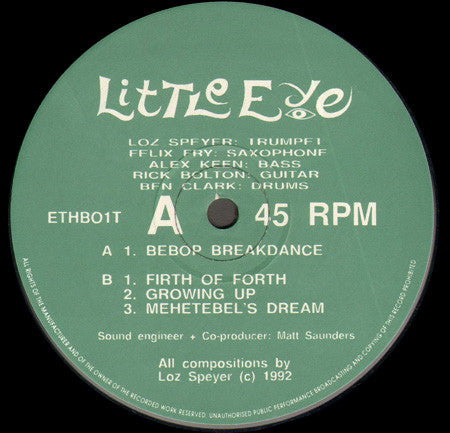 LittLe Eye
LOZ SPEYER: TRUMPET
FELIX FRY: SAXOPHONE
ALEX KEEN: BASS
RICK BOLTON: GUITAR
BEN CLARK: DRUMS
ETHB01T A 45 RPM
A 1. BEBOP BREAKDANCE
B 1. FIRTH OF FORTH
2. GROWING UP
3. MEHETEBEL'S DREAM
Sound engineer + Co-producer: Matt Saunders
All compositions by
Loz Speyer (c) 1992
ALL RIGHTS OF THE MANUFACTURER AND OF THE OWNER OF THE RECORDED WORK RESERVED. UNAUTHORISED PUBLIC PERFORMANCE BROADCASTING AND COPYING OF THIS RECORD PROHIBITED